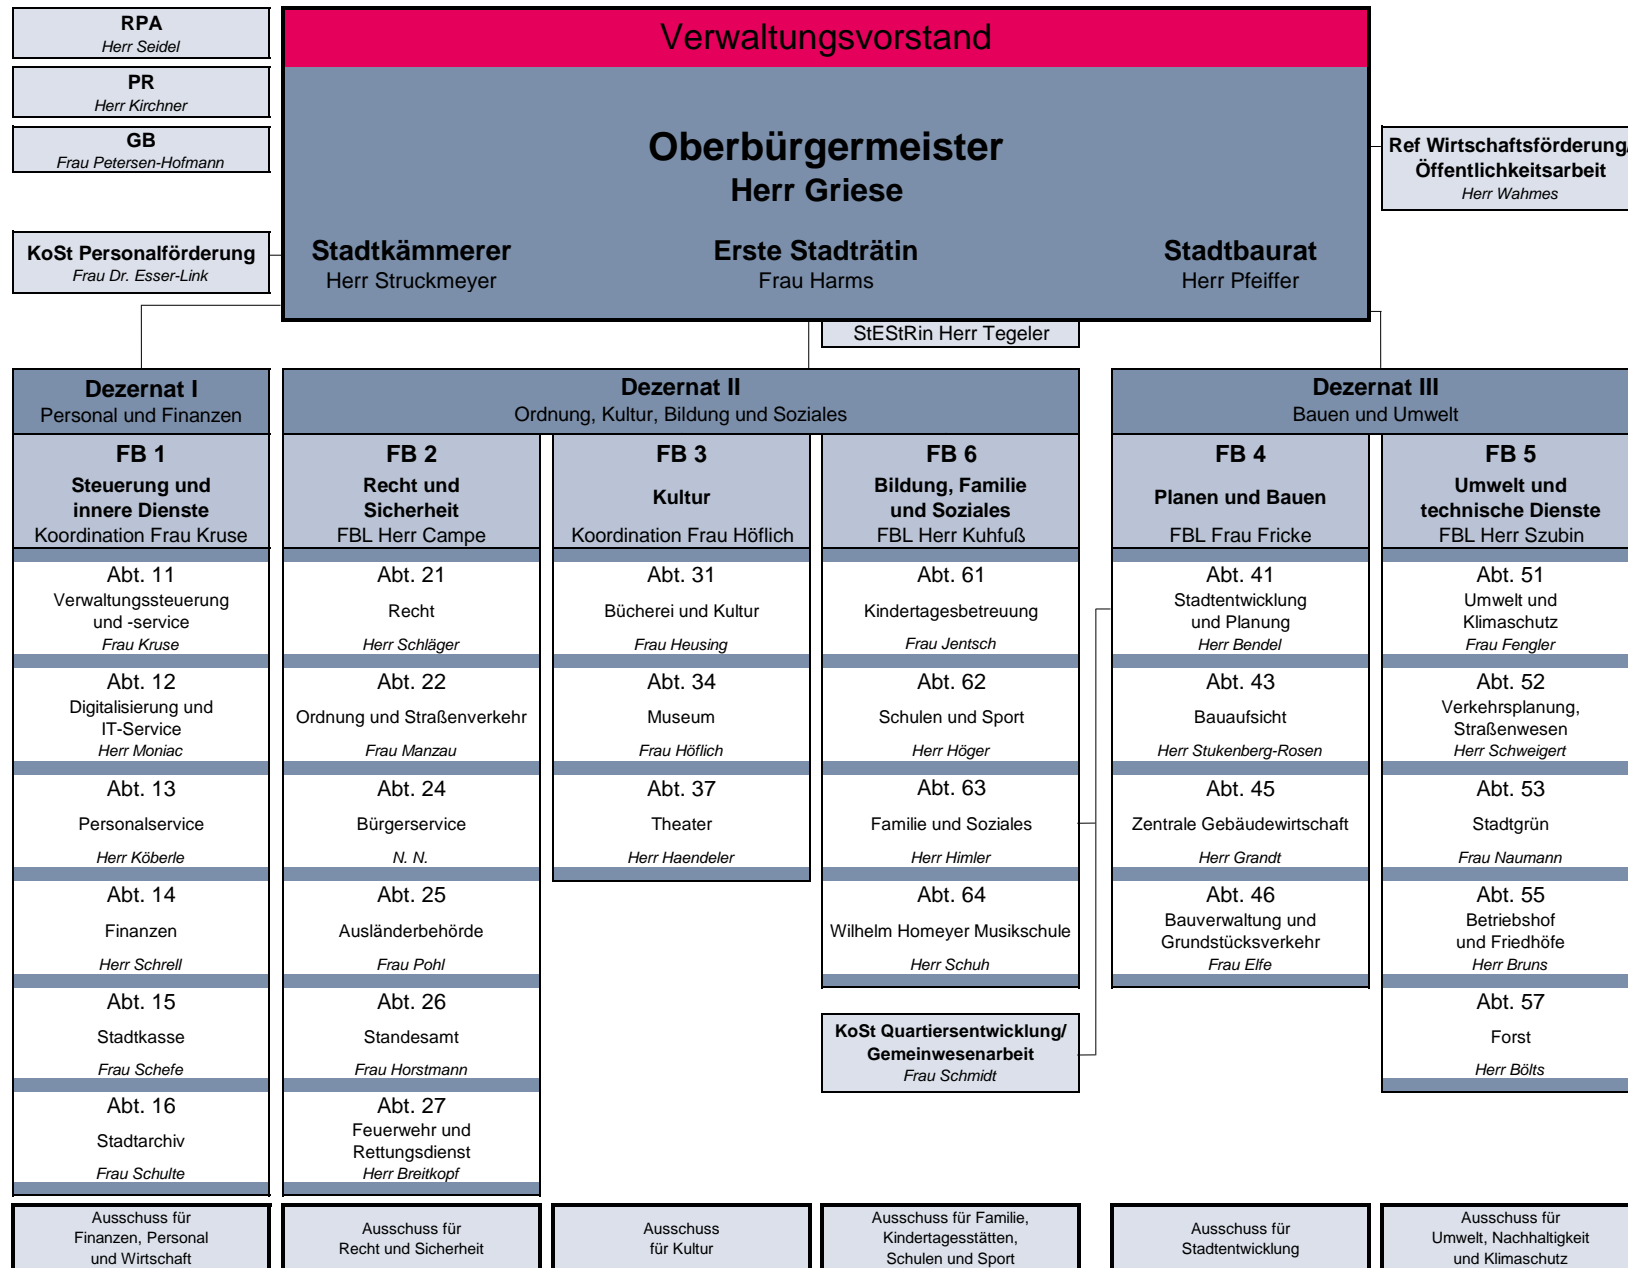 RPA
Herr Seidel
PR
Herr Kirchner
GB
Frau Petersen-Hofmann
KoSt Personalförderung
Frau Dr. Esser-Link
Verwaltungsvorstand
Oberbürgermeister
Herr Griese
Stadtkämmerer
Herr Struckmeyer
Erste Stadträtin
Frau Harms
Stadtbaurat
Herr Pfeiffer
Ref Wirtschaftsförderung/
Öffentlichkeitsarbeit
Herr Wahmes
StEStRin Herr Tegeler
Dezernat I
Personal und Finanzen
FB 1
Steuerung und
innere Dienste
Koordination Frau Kruse
Abt. 11
Verwaltungssteuerung
und -service
Frau Kruse
Abt. 12
Digitalisierung und
IT-Service
Herr Moniac
Abt. 13
Personalservice
Herr Köberle
Abt. 14
Finanzen
Herr Schrell
Abt. 15
Stadtkasse
Frau Schefe
Abt. 16
Stadtarchiv
Frau Schulte
Ausschuss für
Finanzen, Personal
und Wirtschaft
Dezernat II
Ordnung, Kultur, Bildung und Soziales
FB 2
Recht und
Sicherheit
FBL Herr Campe
Abt. 21
Recht
Herr Schläger
Abt. 22
Ordnung und Straßenverkehr
Frau Manzau
Abt. 24
Bürgerservice
N. N.
Abt. 25
Ausländerbehörde
Frau Pohl
Abt. 26
Standesamt
Frau Horstmann
Abt. 27
Feuerwehr und
Rettungsdienst
Herr Breitkopf
Ausschuss für
Recht und Sicherheit
FB 3
Kultur
Koordination Frau Höflich
Abt. 31
Bücherei und Kultur
Frau Heusing
Abt. 34
Museum
Frau Höflich
Abt. 37
Theater
Herr Haendeler
Ausschuss
für Kultur
FB 6
Bildung, Familie
und Soziales
FBL Herr Kuhfuß
Abt. 61
Kindertagesbetreuung
Frau Jentsch
Abt. 62
Schulen und Sport
Herr Höger
Abt. 63
Familie und Soziales
Herr Himler
Abt. 64
Wilhelm Homeyer Musikschule
Herr Schuh
KoSt Quartiersentwicklung/
Gemeinwesenarbeit
Frau Schmidt
Ausschuss für Familie,
Kindertagesstätten,
Schulen und Sport
Dezernat III
Bauen und Umwelt
FB 4
Planen und Bauen
FBL Frau Fricke
Abt. 41
Stadtentwicklung
und Planung
Herr Bendel
Abt. 43
Bauaufsicht
Herr Stukenberg-Rosen
Abt. 45
Zentrale Gebäudewirtschaft
Herr Grandt
Abt. 46
Bauverwaltung und
Grundstücksverkehr
Frau Elfe
Ausschuss für
Stadtentwicklung
FB 5
Umwelt und
technische Dienste
FBL Herr Szubin
Abt. 51
Umwelt und
Klimaschutz
Frau Fengler
Abt. 52
Verkehrsplanung,
Straßenwesen
Herr Schweigert
Abt. 53
Stadtgrün
Frau Naumann
Abt. 55
Betriebshof
und Friedhöfe
Herr Bruns
Abt. 57
Forst
Herr Bölts
Ausschuss für
Umwelt, Nachhaltigkeit
und Klimaschutz